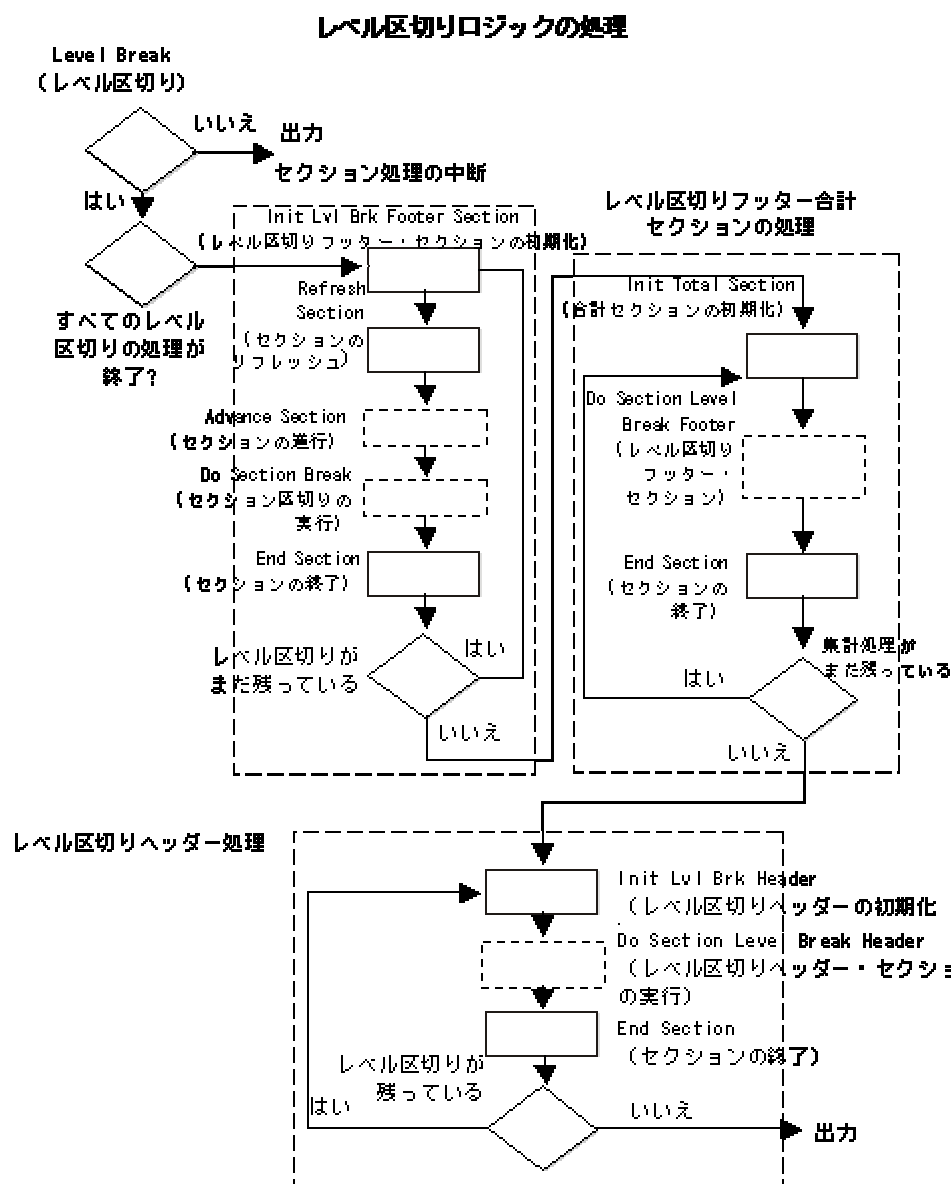 レベル区切りロジックの処理
Level Break
(レベル区切り)
いいえ
出力
セクション処理の中断
はい
すべてのレベル
区切りの処理が
終了?
Init Lvl Brk Footer Section
(レベル区切りフッター・セクションの初期化)
Refresh
Section
(セクションの
リフレッシュ)
Advance Section
(セクションの進行)
Do Section Break
(セクション区切りの
実行)
End Section
(セクションの終了)
レベル区切りが
まだ残っている
はい
いいえ
レベル区切りフッター合計
セクションの処理
Init Total Section
(合計セクションの初期化)
Do Section Level
Break Footer
(レベル区切り
フッター・
セクション)
End Section
(セクションの
終了)
集計処理が
まだ残っている
はい
いいえ
レベル区切りヘッダー処理
Init Lvl Brk Header
(レベル区切りヘッダーの初期化
Do Section Level Break Header
(レベル区切りヘッダー・セクショ
の実行)
End Section
(セクションの終了)
レベル区切りが
残っている
はい
いいえ
出力